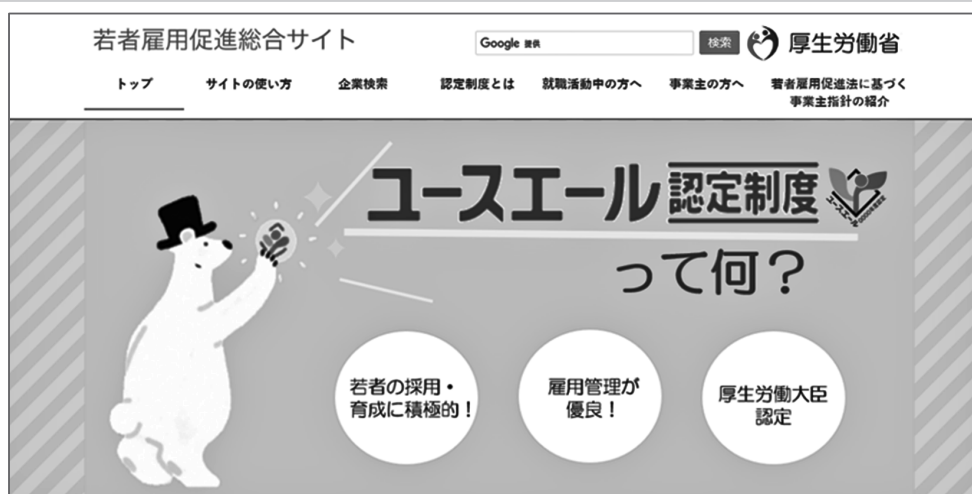 若者雇用促進総合サイト
Google 提供
検索
厚生労働省
トップ
サイトの使い方
企業検索
認定制度とは
就職活動中の方へ
事業主の方へ
若者雇用促進法に基づく
事業主指針の紹介
ユースエール認定制度
って何？
若者の採用・
育成に積極的！
雇用管理が
優良！
厚生労働大臣
認定